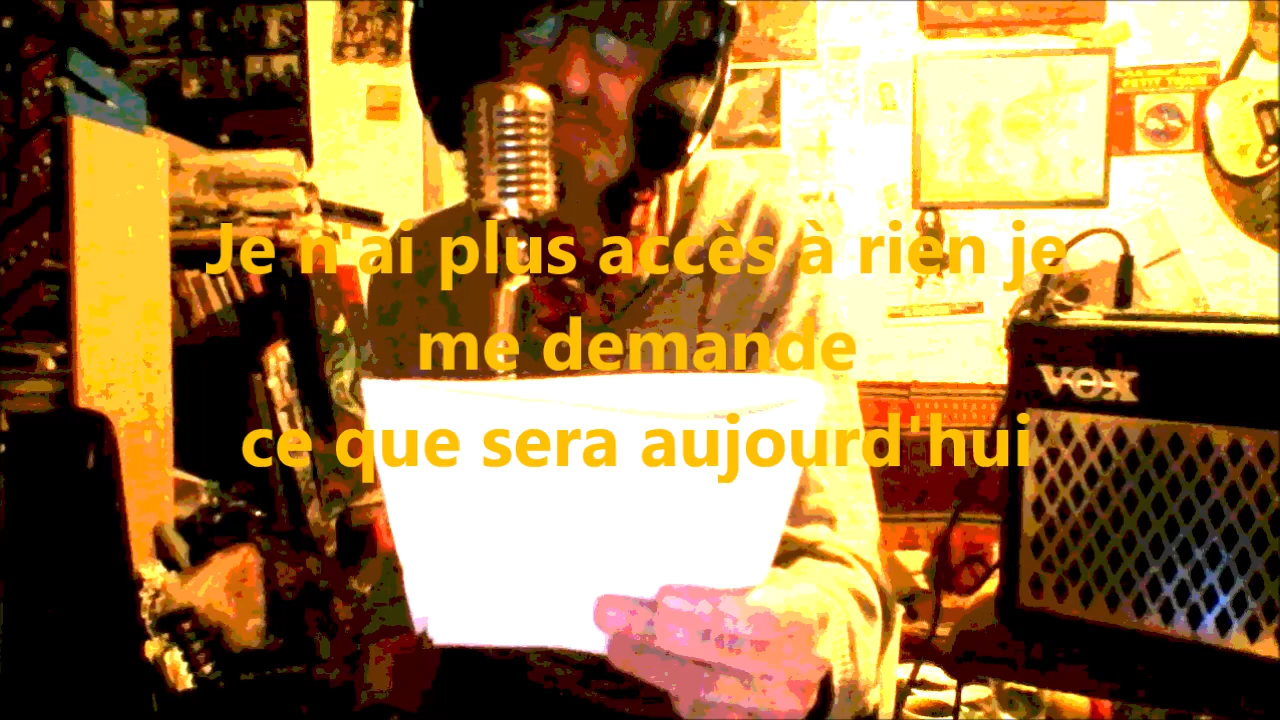 Je n'ai plus accès à rien je
me demande
ce que sera aujourd'hui
VOX